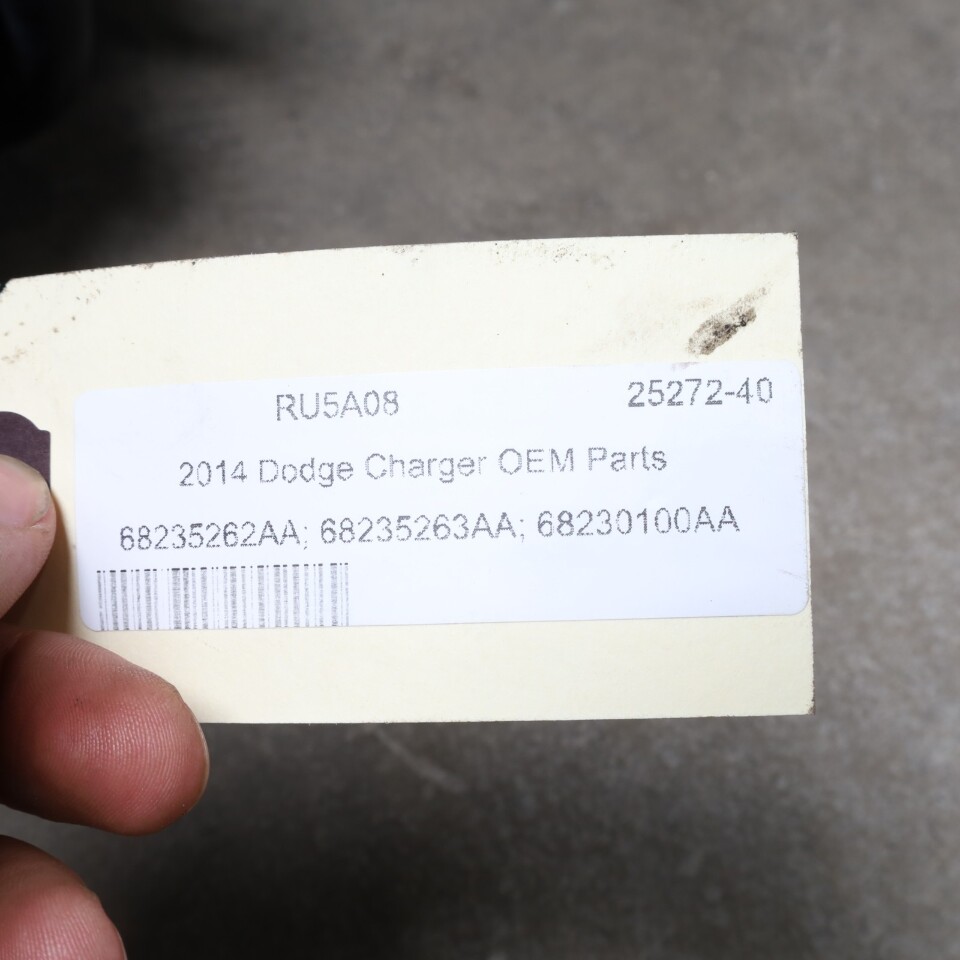 RU5A08 25272-40
2014 Dodge Charger OEM Parts
68235262AA; 68235263AA; 68230100AA